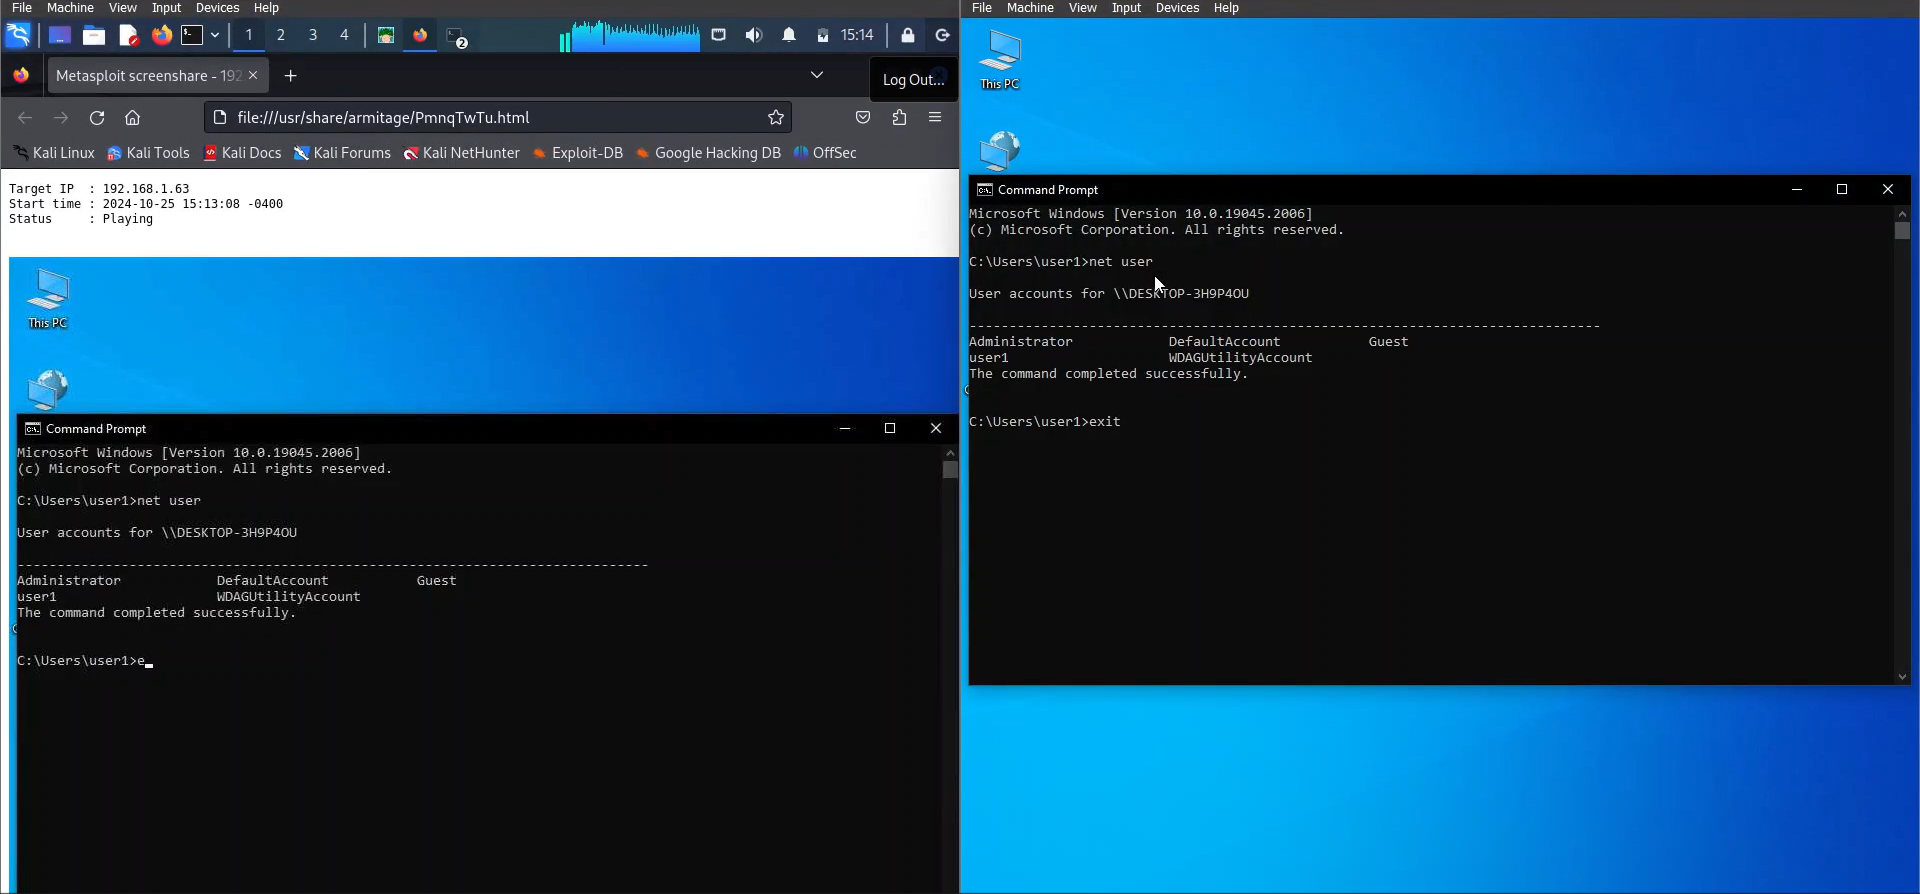 File Machine View Input Devices Help
1 2 3 4 2 15:14
Metasploit screenshare - 192
Log Out...
file:///usr/share/armitage/PmnqTwTu.html
Kali Linux Kali Tools Kali Docs Kali Forums Kali NetHunter Exploit-DB Google Hacking DB OffSec
Target IP : 192.168.1.63
Start time : 2024-10-25 15:13:08 -0400
Status : Playing
This PC
Command Prompt
Microsoft Windows [Version 10.0.19045.2006]
(c) Microsoft Corporation. All rights reserved.
C:\Users\user1>net user
User accounts for \\DESKTOP-3H9P4OU
-------------------------------------------------------------------------------
Administrator DefaultAccount Guest
user1 WDAGUtilityAccount
The command completed successfully.
C:\Users\user1>e
File Machine View Input Devices Help
This PC
Command Prompt
Microsoft Windows [Version 10.0.19045.2006]
(c) Microsoft Corporation. All rights reserved.
C:\Users\user1>net user
User accounts for \\DESKTOP-3H9P4OU
-------------------------------------------------------------------------------
Administrator DefaultAccount Guest
user1 WDAGUtilityAccount
The command completed successfully.
C:\Users\user1>exit